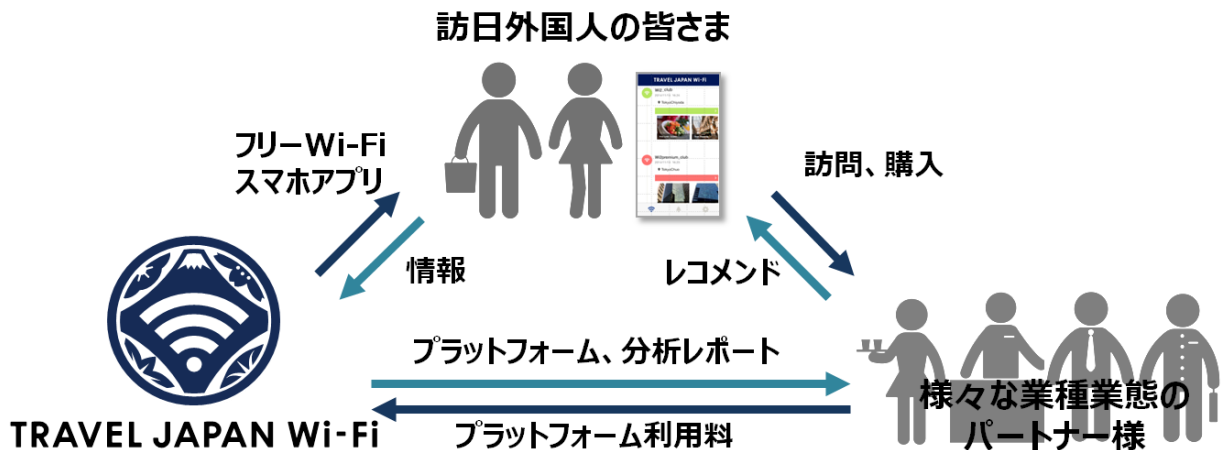 訪日外国人の皆さま
TRAVEL JAPAN Wi-Fi
フリーWi-Fi
スマホアプリ
訪問、購入
情報
レコメンド
プラットフォーム、分析レポート
様々な業種業態の
パートナー様
TRAVEL JAPAN Wi-Fi
プラットフォーム利用料